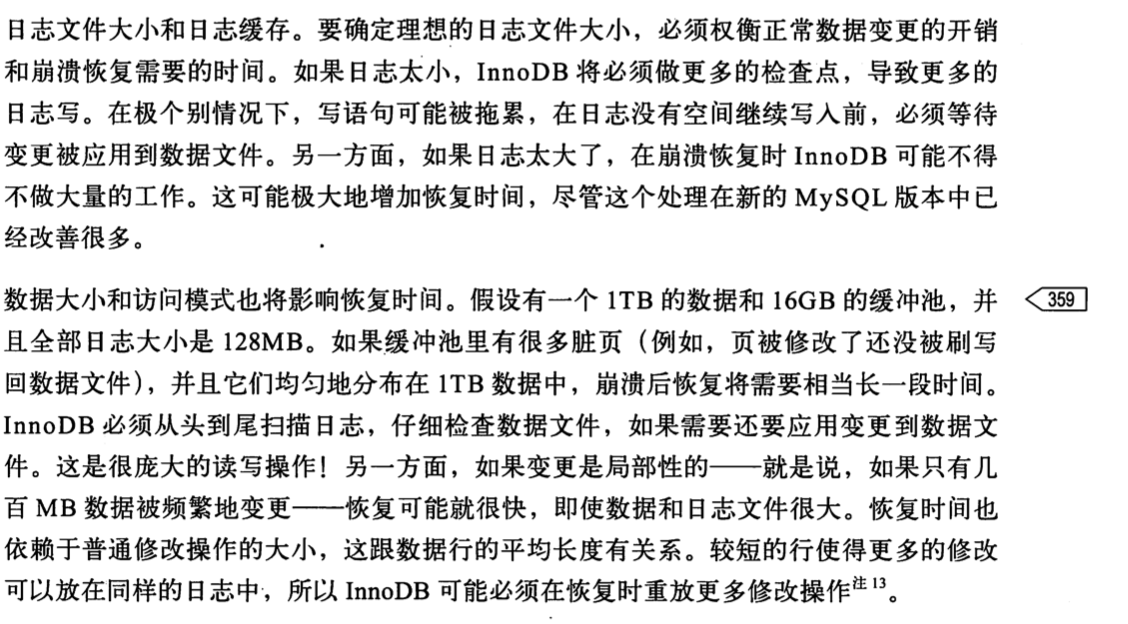 日志文件大小和日志缓存。要确定理想的日志文件大小，必须权衡正常数据变更的开销
和崩溃恢复需要的时间。如果日志太小，InnoDB 将必须做更多的检查点，导致更多的
日志写。在极个别情况下，写语句可能被拖累，在日志没有空间继续写入前，必须等待
变更被应用到数据文件。另一方面，如果日志太大了，在崩溃恢复时 InnoDB 可能不得
不做大量的工作。这可能极大地增加恢复时间，尽管这个处理在新的 MySQL 版本中已
经改善很多。
数据大小和访问模式也将影响恢复时间。假设有一个 1TB 的数据和 16GB 的缓冲池，并
359
且全部日志大小是 128MB。如果缓冲池里有很多脏页（例如，页被修改了还没被刷写
回数据文件），并且它们均匀地分布在 1TB 数据中，崩溃后恢复将需要相当长一段时间。
InnoDB 必须从头到尾扫描日志，仔细检查数据文件，如果需要还要应用变更到数据文
件。这是很庞大的读写操作！另一方面，如果变更是局部性的——就是说，如果只有几
百 MB 数据被频繁地变更——恢复可能就很快，即使数据和日志文件很大。恢复时间也
依赖于普通修改操作的大小，这跟数据行的平均长度有关系。较短的行使得更多的修改
可以放在同样的日志中，所以 InnoDB 可能必须在恢复时重放更多修改操作注 13。